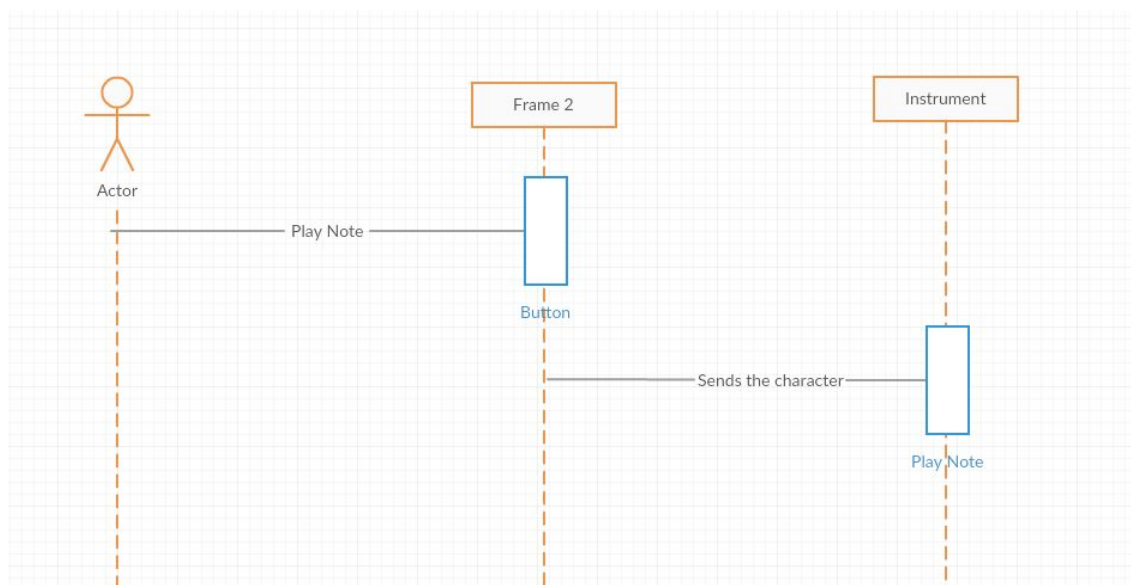 Frame 2
Instrument
Actor
Play Note
Button
Sends the character
Play Note